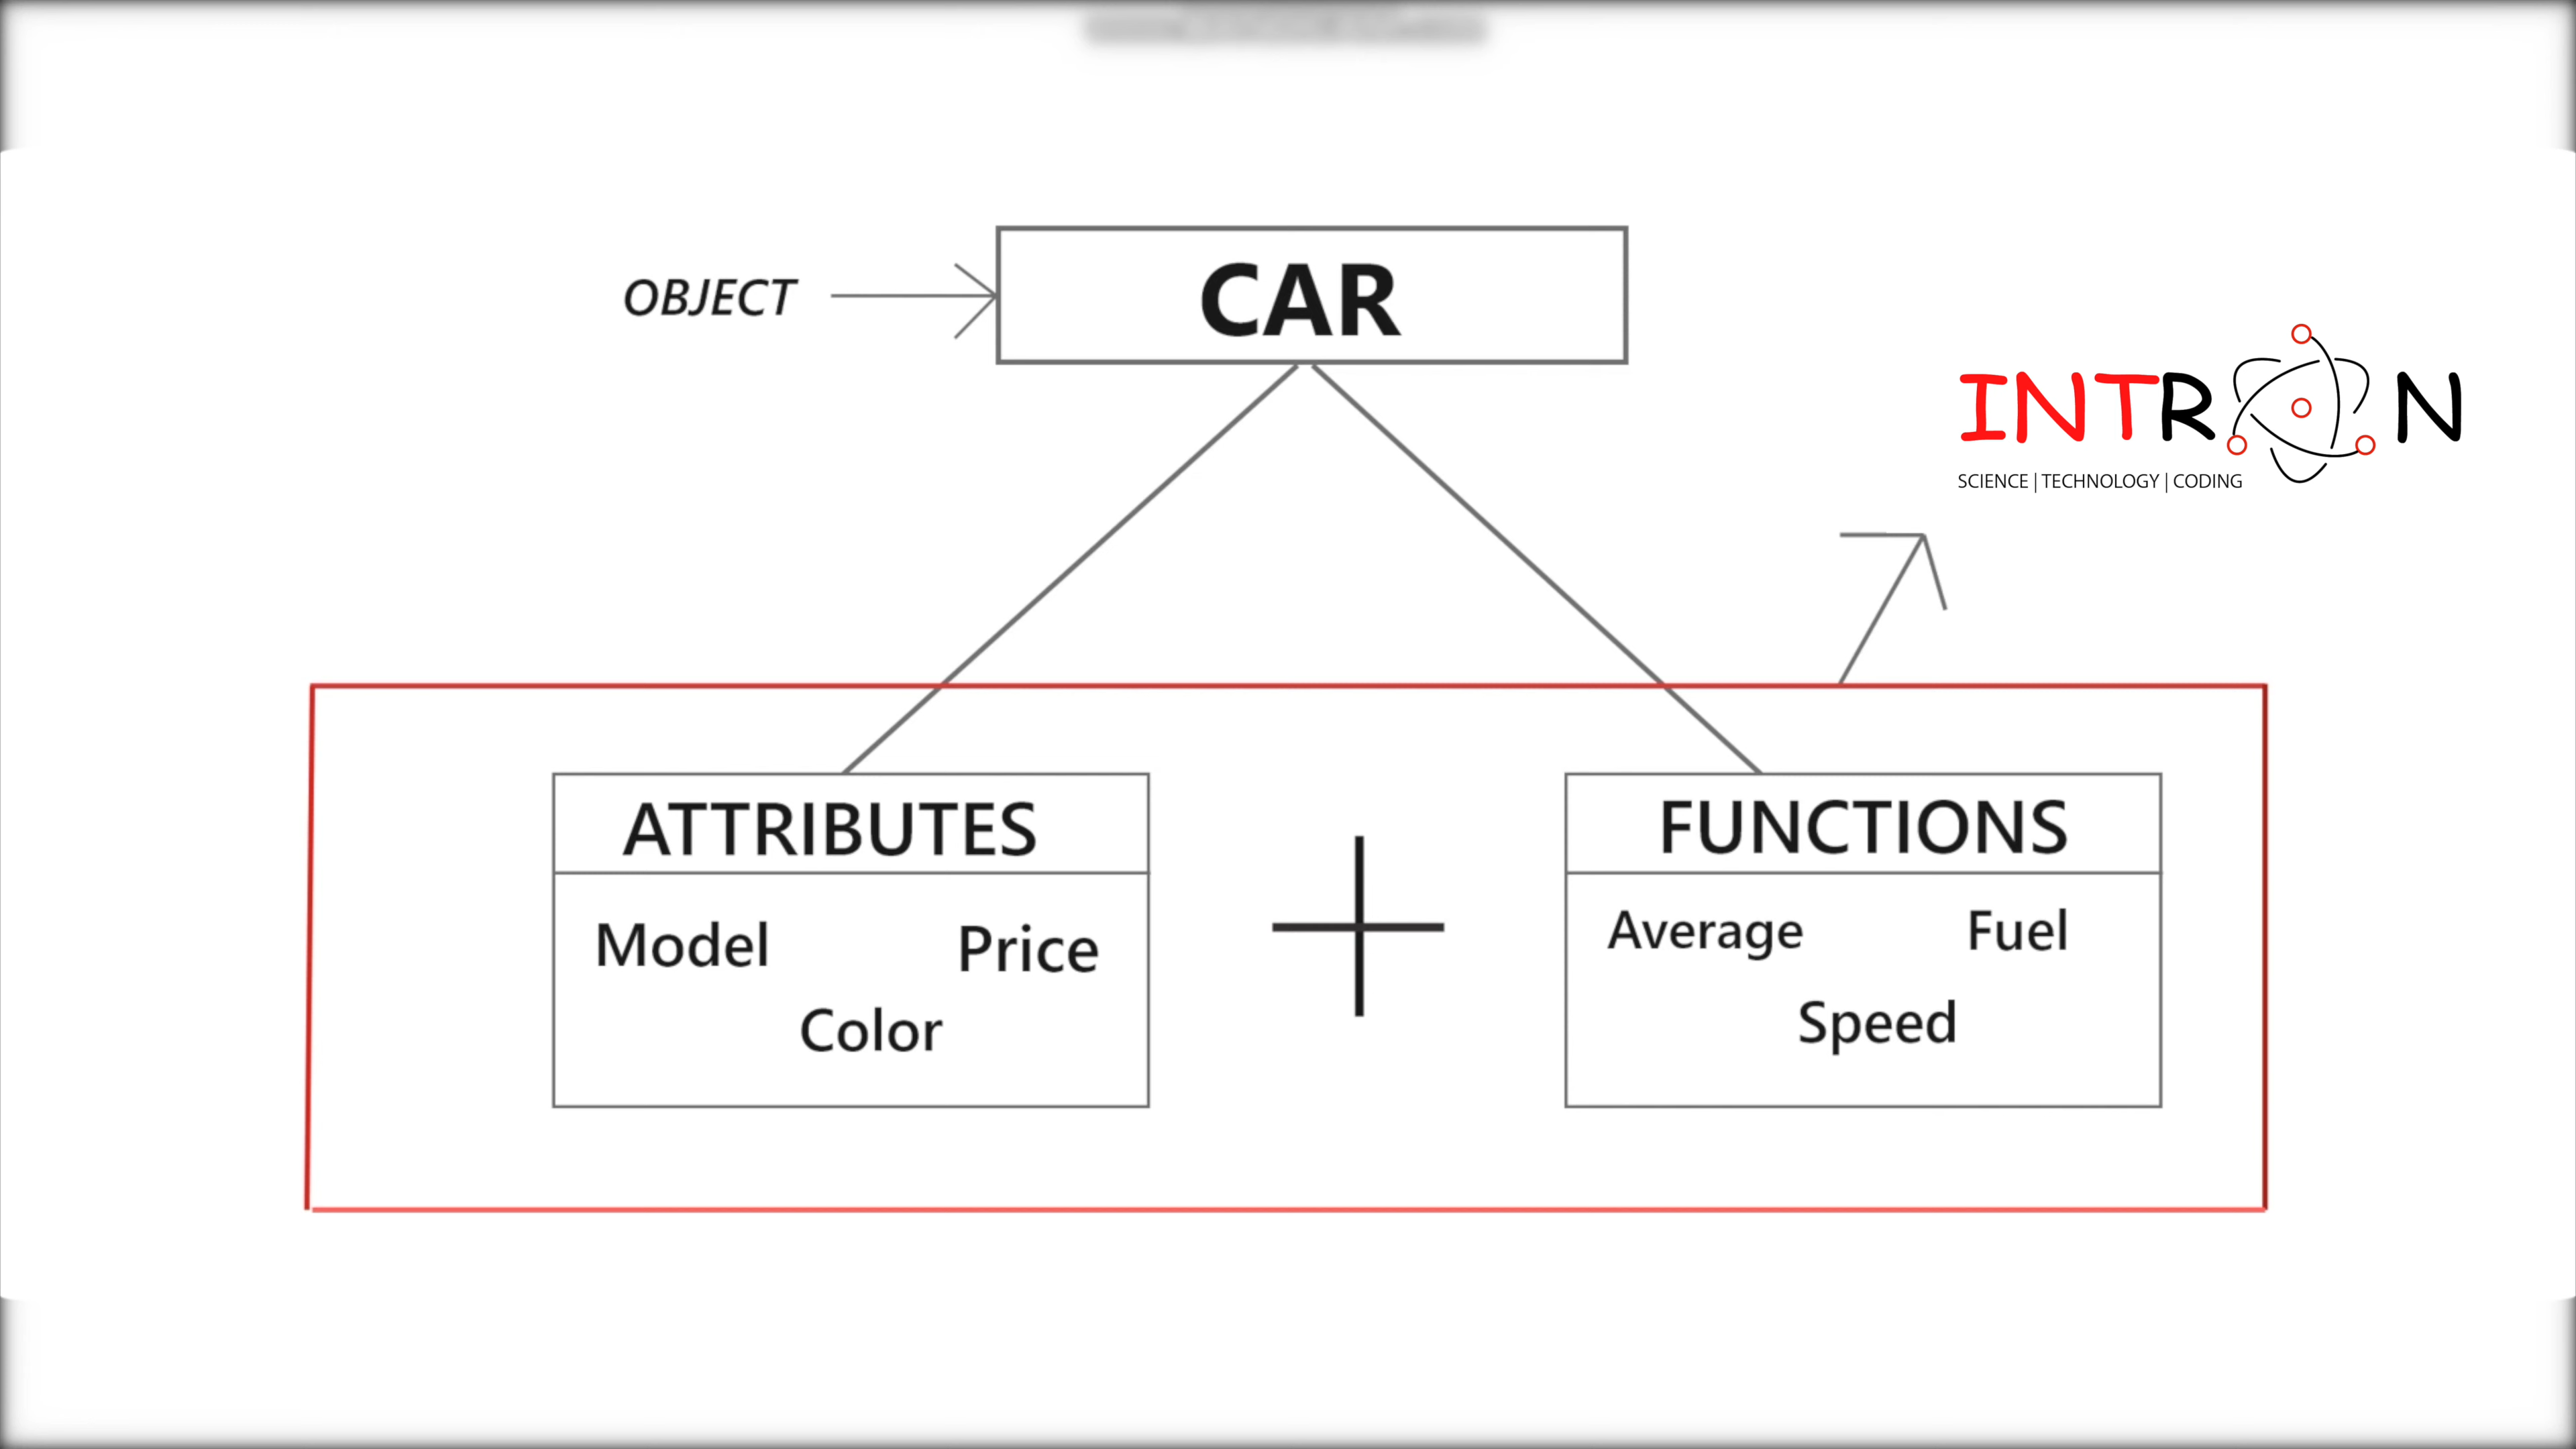 OBJECT
CAR
INTRON
SCIENCE | TECHNOLOGY | CODING
ATTRIBUTES
Model Price
Color
FUNCTIONS
Average Fuel
Speed